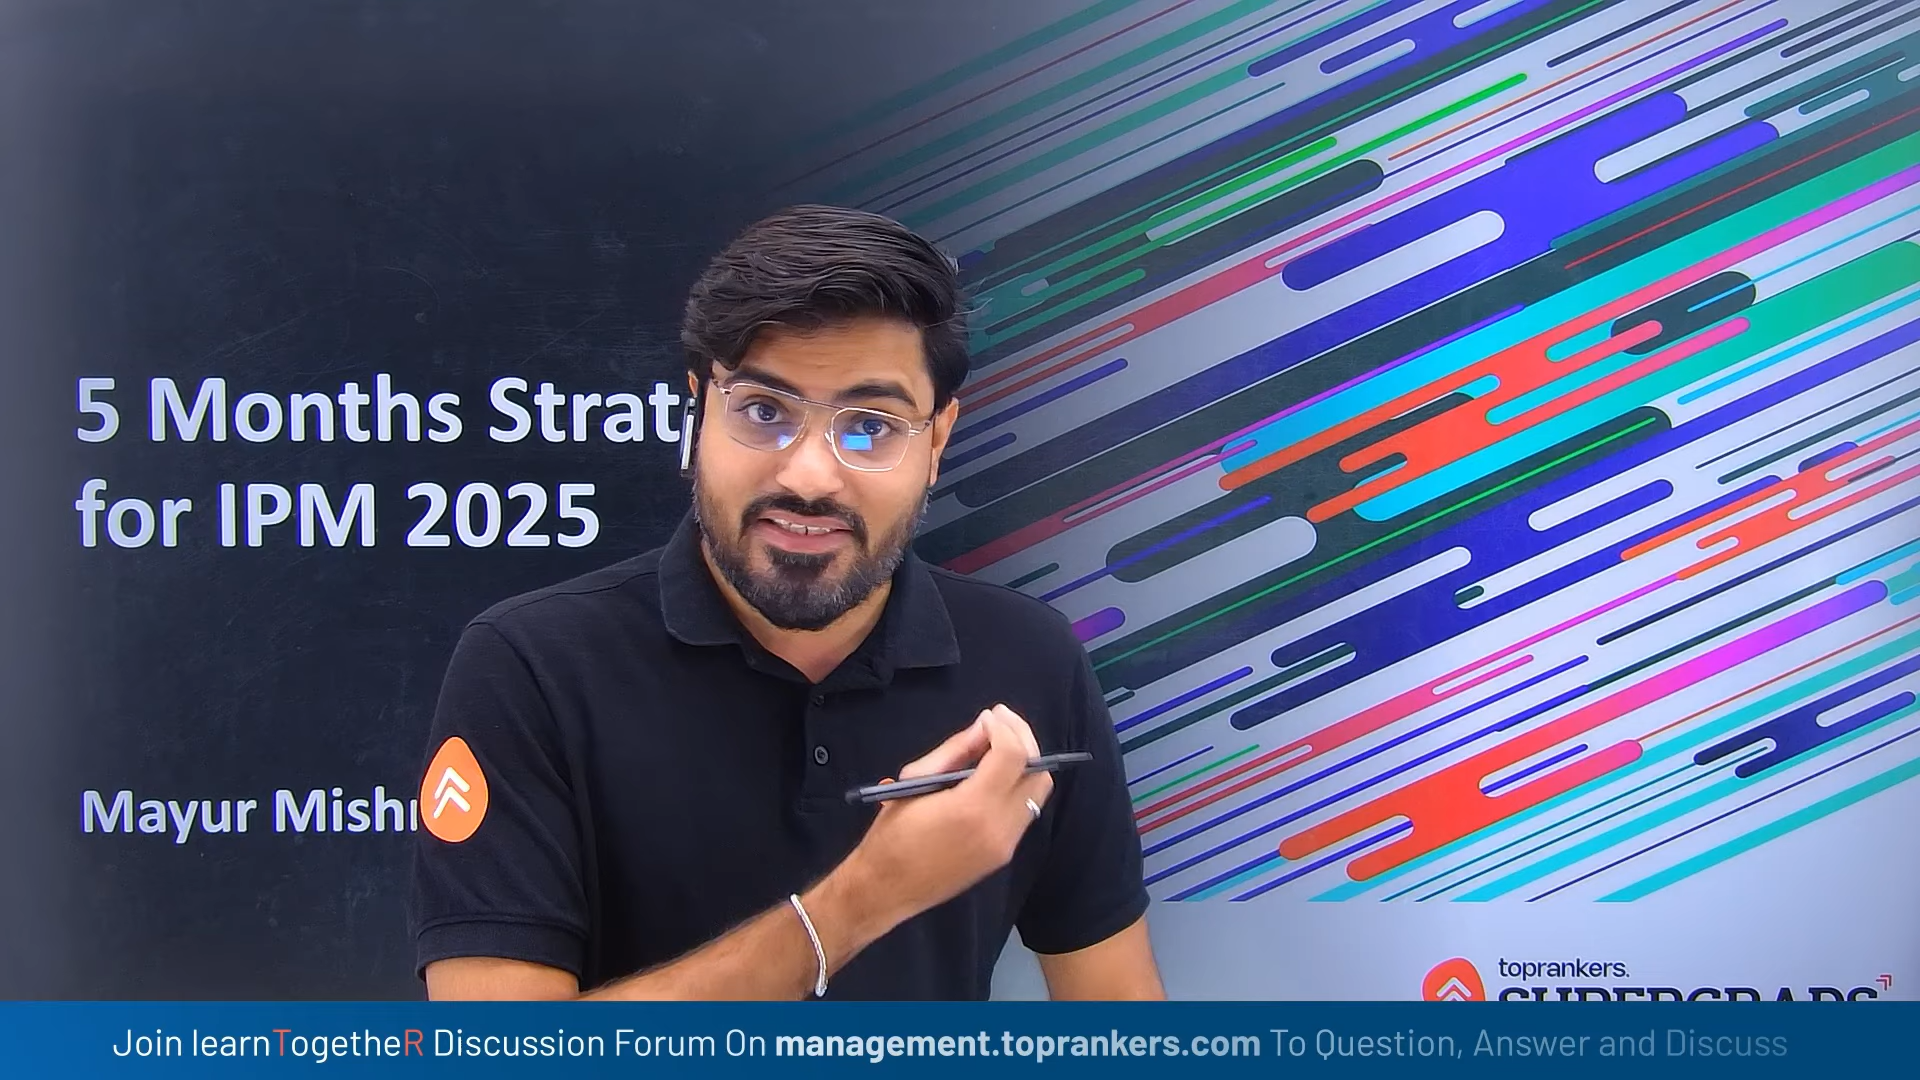 5 Months Strat
for IPM 2025
Mayur Mish
toprankers.
SUPERGRADS
Join learnTogetheR Discussion Forum On management.toprankers.com To Question, Answer and Discuss